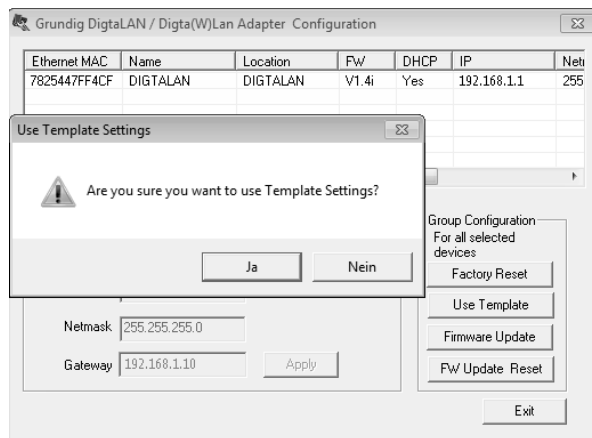 Grundig DigtaLAN / Digta(W)Lan Adapter Configuration
Ethernet MAC Name Location FW DHCP IP Netr
7825447FF4CF DIGTALAN DIGTALAN V1.4i Yes 192.168.1.1 255
Use Template Settings
Are you sure you want to use Template Settings?
Ja Nein
Group Configuration
For all selected
devices
Factory Reset
Use Template
Netmask 255.255.255.0
Firmware Update
Gateway 192.168.1.10 Apply
FW Update Reset
Exit